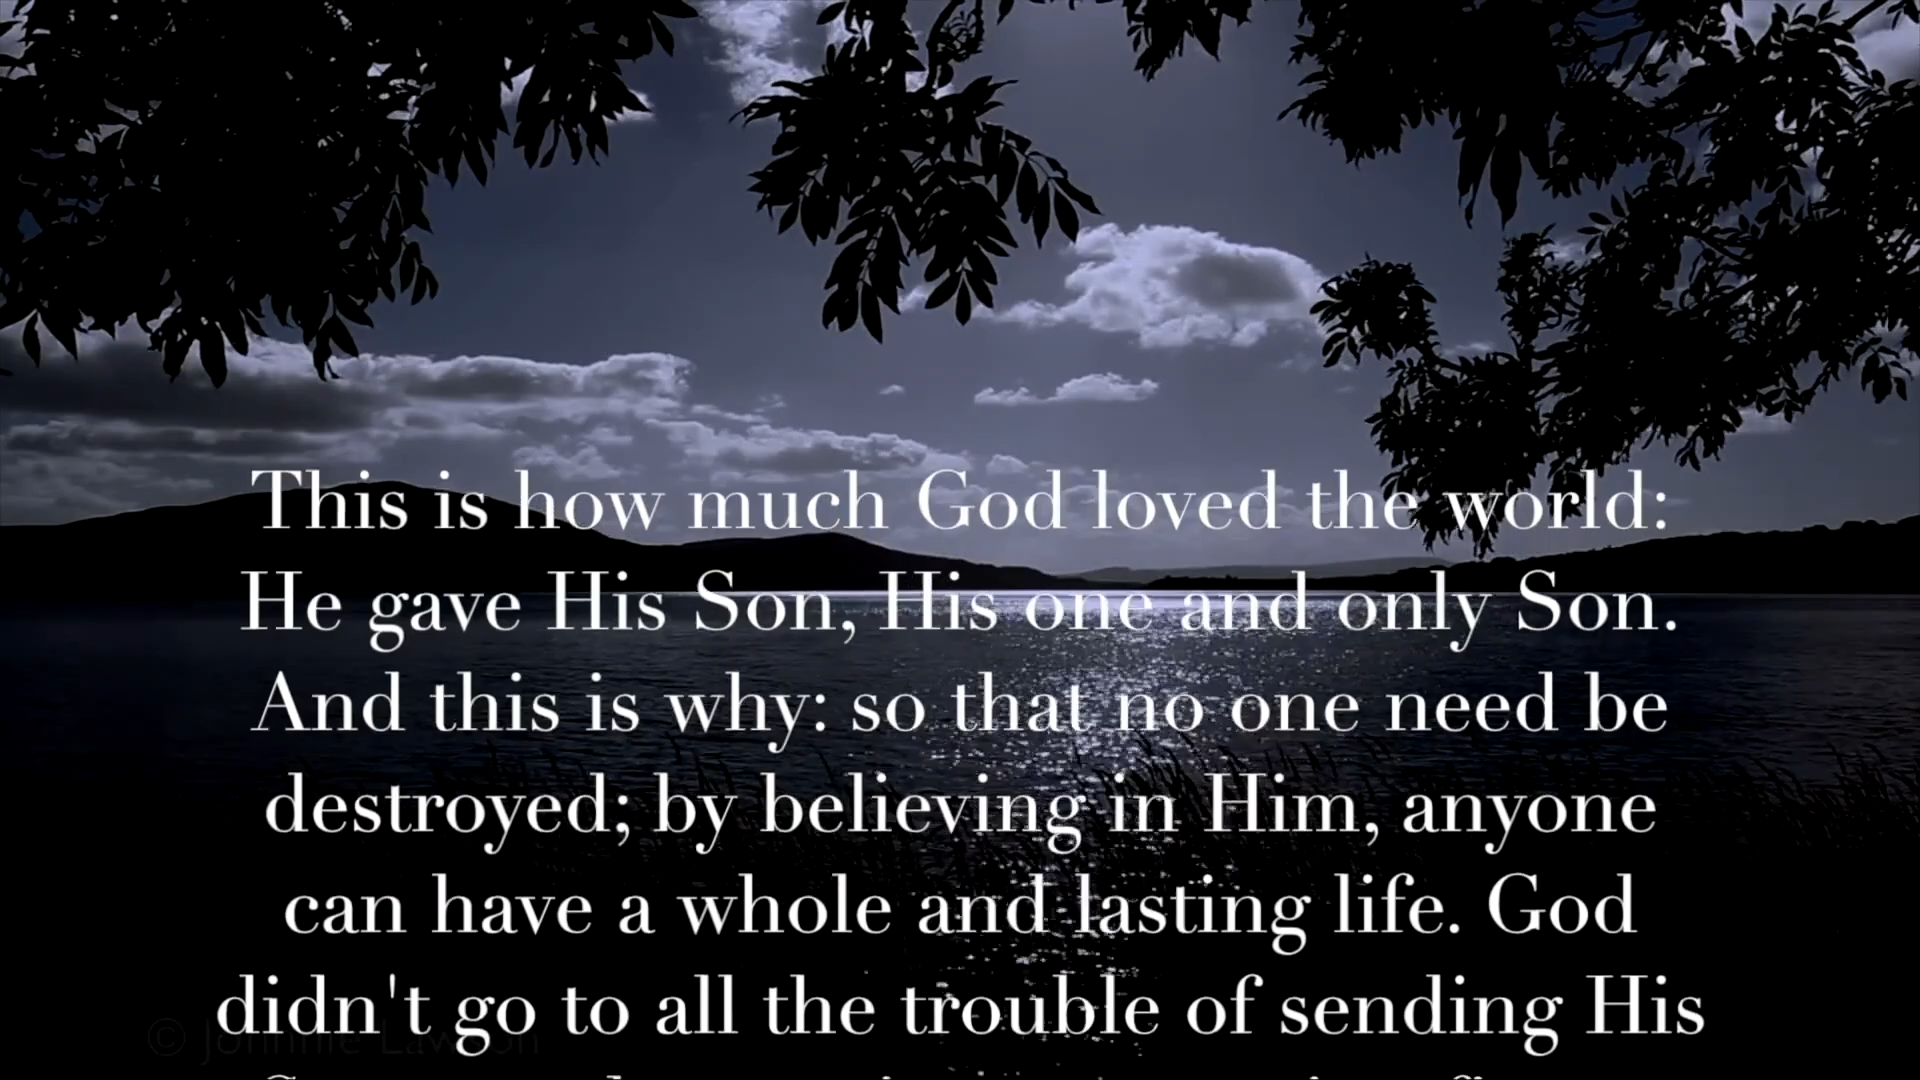 This is how much God loved the world:
He gave His Son, His one and only Son.
And this is why: so that no one need be
destroyed; by believing in Him, anyone
can have a whole and lasting life. God
didn't go to all the trouble of sending His
© Johnnie Lawson